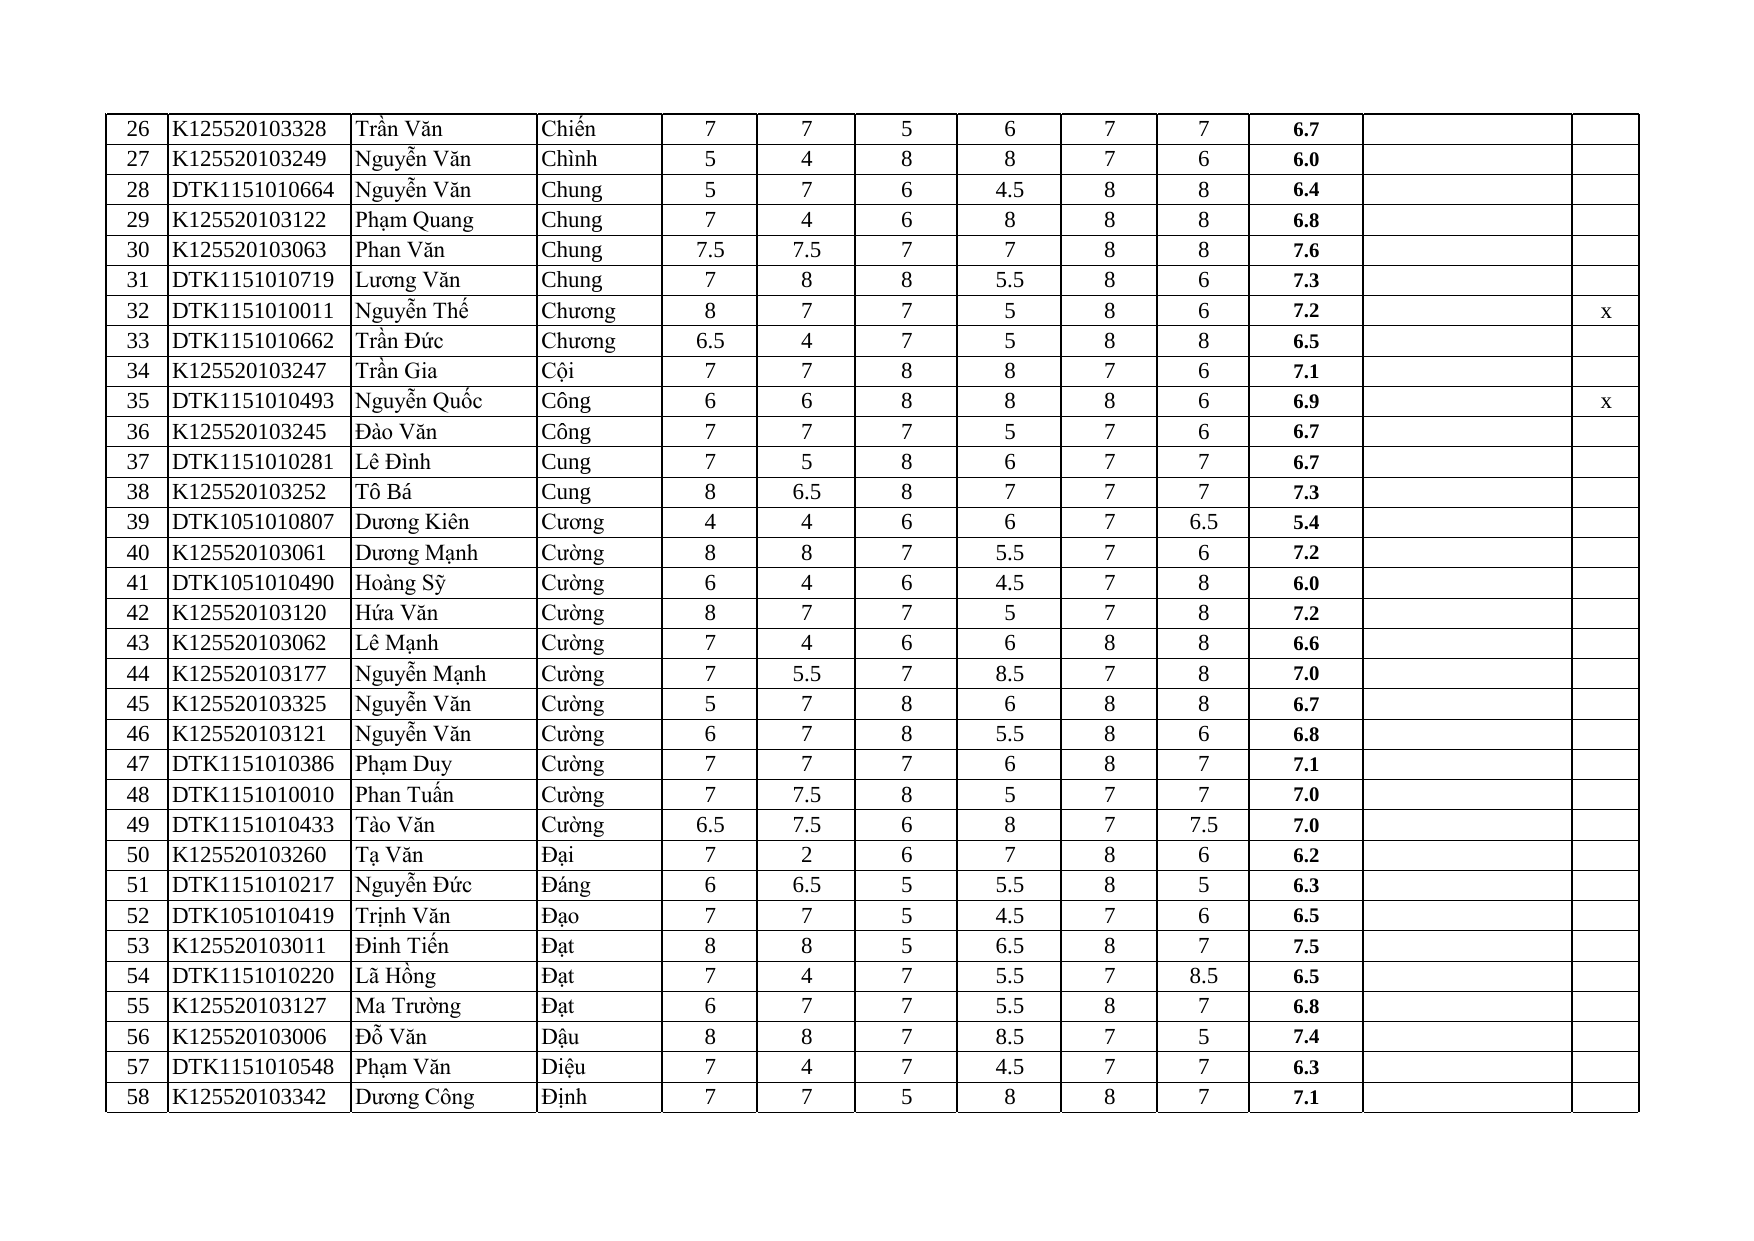 26 K125520103328 Trần Văn Chiến 7 7 5 6 7 7 6.7
27 K125520103249 Nguyễn Văn Chình 5 4 8 8 7 6 6.0
28 DTK1151010664 Nguyễn Văn Chung 5 7 6 4.5 8 8 6.4
29 K125520103122 Phạm Quang Chung 7 4 6 8 8 8 6.8
30 K125520103063 Phan Văn Chung 7.5 7.5 7 7 8 8 7.6
31 DTK1151010719 Lương Văn Chung 7 8 8 5.5 8 6 7.3
32 DTK1151010011 Nguyễn Thế Chương 8 7 7 5 8 6 7.2 x
33 DTK1151010662 Trần Đức Chương 6.5 4 7 5 8 8 6.5
34 K125520103247 Trần Gia Cội 7 7 8 8 7 6 7.1
35 DTK1151010493 Nguyễn Quốc Công 6 6 8 8 8 6 6.9 x
36 K125520103245 Đào Văn Công 7 7 7 5 7 6 6.7
37 DTK1151010281 Lê Đình Cung 7 5 8 6 7 7 6.7
38 K125520103252 Tô Bá Cung 8 6.5 8 7 7 7 7.3
39 DTK1051010807 Dương Kiên Cương 4 4 6 6 7 6.5 5.4
40 K125520103061 Dương Mạnh Cường 8 8 7 5.5 7 6 7.2
41 DTK1051010490 Hoàng Sỹ Cường 6 4 6 4.5 7 8 6.0
42 K125520103120 Hứa Văn Cường 8 7 7 5 7 8 7.2
43 K125520103062 Lê Mạnh Cường 7 4 6 6 8 8 6.6
44 K125520103177 Nguyễn Mạnh Cường 7 5.5 7 8.5 7 8 7.0
45 K125520103325 Nguyễn Văn Cường 5 7 8 6 8 8 6.7
46 K125520103121 Nguyễn Văn Cường 6 7 8 5.5 8 6 6.8
47 DTK1151010386 Phạm Duy Cường 7 7 7 6 8 7 7.1
48 DTK1151010010 Phan Tuấn Cường 7 7.5 8 5 7 7 7.0
49 DTK1151010433 Tào Văn Cường 6.5 7.5 6 8 7 7.5 7.0
50 K125520103260 Tạ Văn Đại 7 2 6 7 8 6 6.2
51 DTK1151010217 Nguyễn Đức Đáng 6 6.5 5 5.5 8 5 6.3
52 DTK1051010419 Trịnh Văn Đạo 7 7 5 4.5 7 6 6.5
53 K125520103011 Đinh Tiến Đạt 8 8 5 6.5 8 7 7.5
54 DTK1151010220 Lã Hồng Đạt 7 4 7 5.5 7 8.5 6.5
55 K125520103127 Ma Trường Đạt 6 7 7 5.5 8 7 6.8
56 K125520103006 Đỗ Văn Dậu 8 8 7 8.5 7 5 7.4
57 DTK1151010548 Phạm Văn Diệu 7 4 7 4.5 7 7 6.3
58 K125520103342 Dương Công Định 7 7 5 8 8 7 7.1